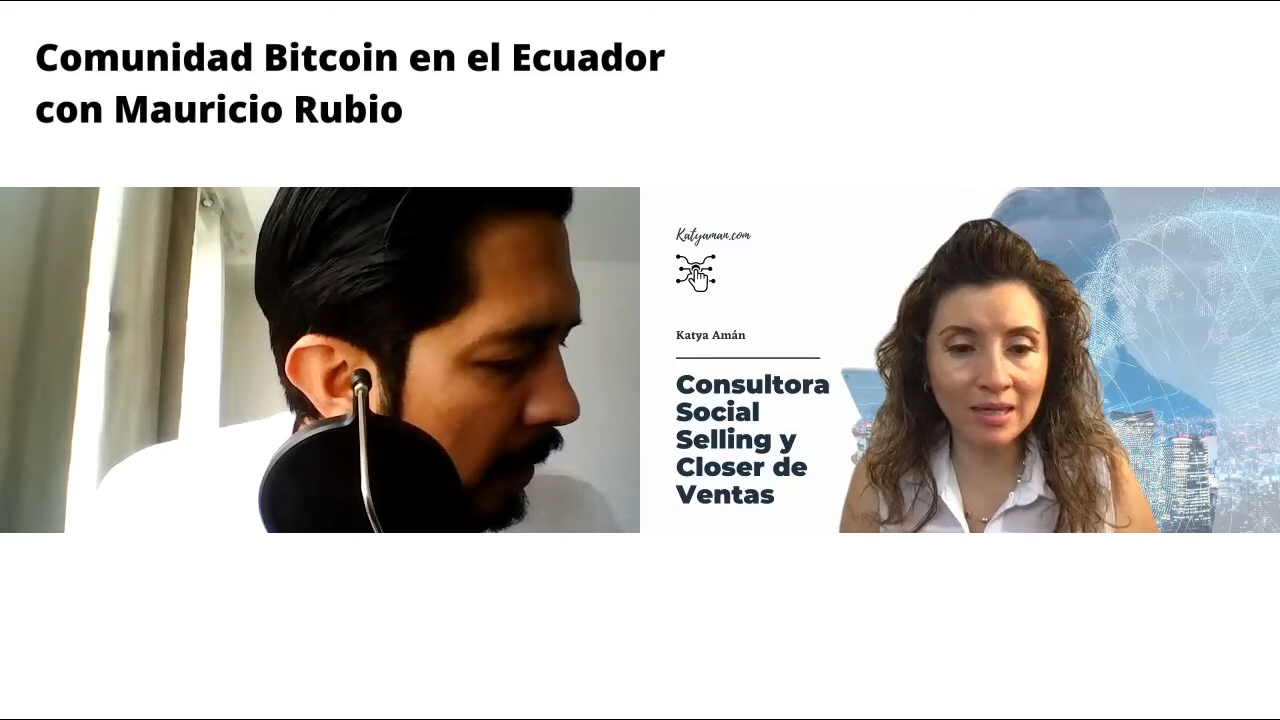 Comunidad Bitcoin en el Ecuador
con Mauricio Rubio
Katyaman.com
Katya Amán
Consultora
Social
Selling y
Closer de
Ventas